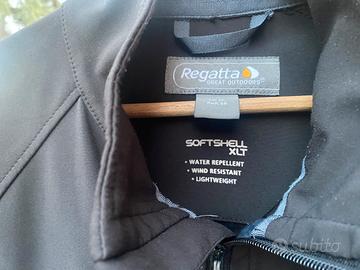 Regatta
GREAT OUTDOORS
SOFTSHELL
XLT
• WATER REPELLENT
• WIND RESISTANT
• LIGHTWEIGHT
subito